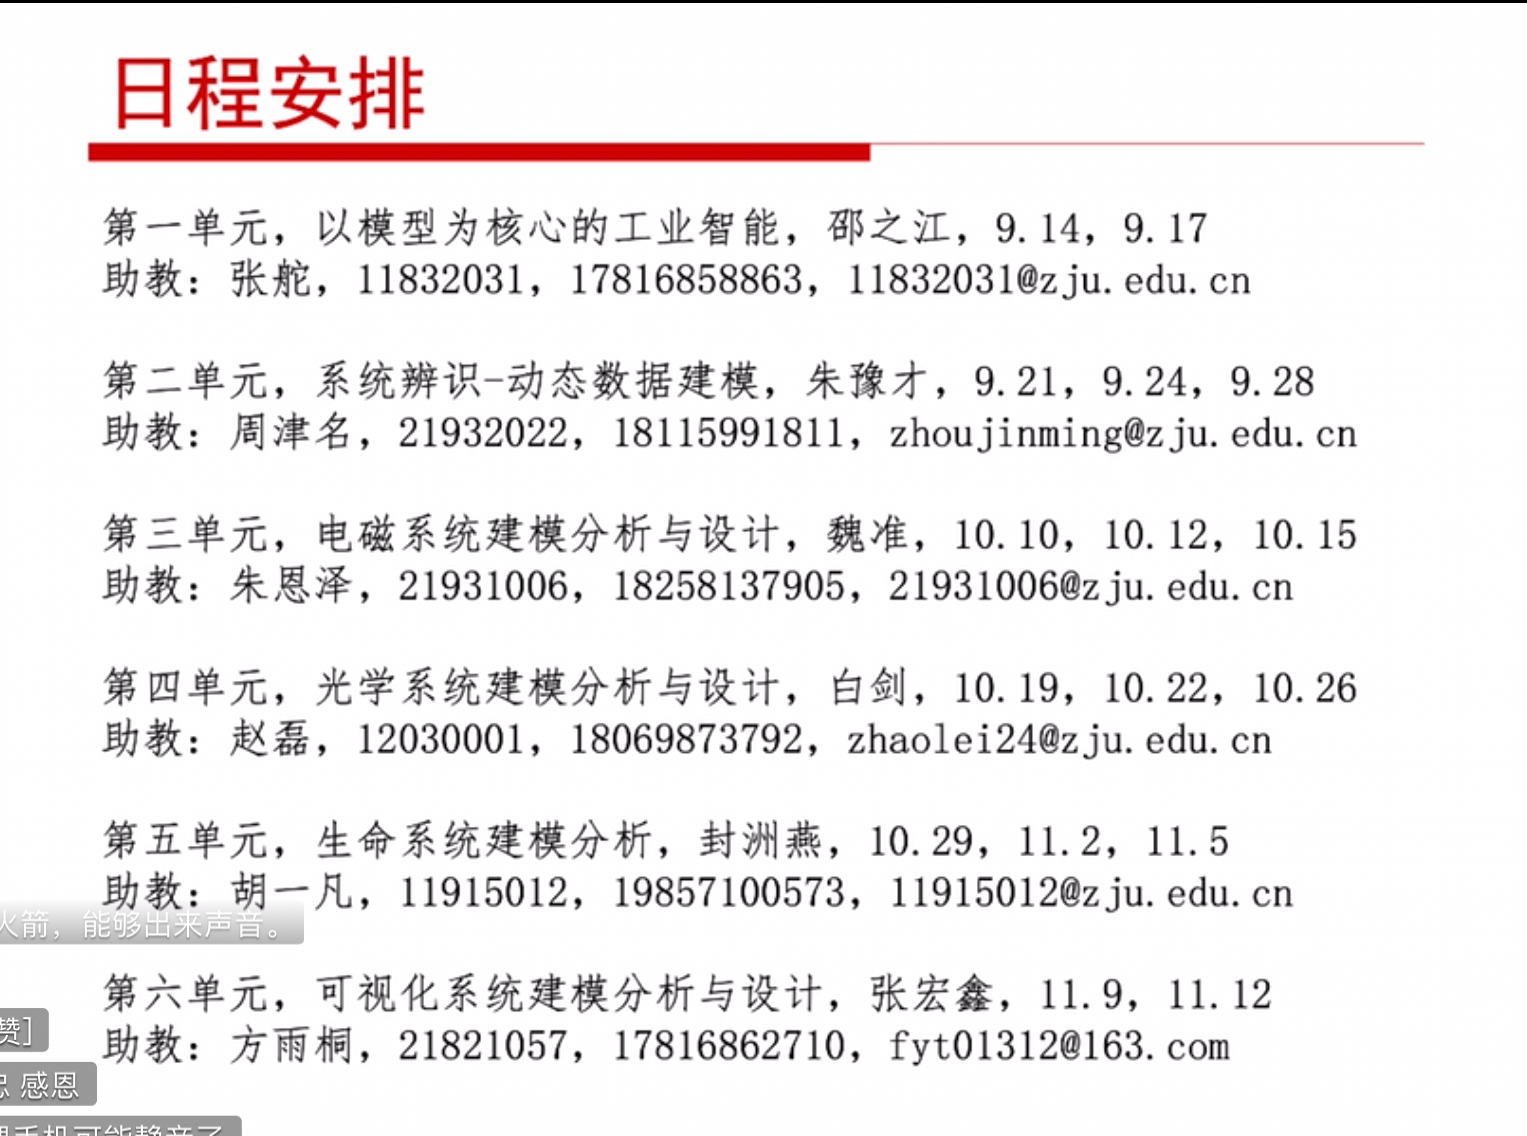 日程安排
第一单元，以模型为核心的工业智能，邵之江，9.14，9.17
助教：张舵，11832031，17816858863，11832031@zju.edu.cn
第二单元，系统辨识-动态数据建模，朱豫才，9.21，9.24，9.28
助教：周津名，21932022，18115991811，zhoujinming@zju.edu.cn
第三单元，电磁系统建模分析与设计，魏准，10.10，10.12，10.15
助教：朱恩泽，21931006，18258137905，21931006@zju.edu.cn
第四单元，光学系统建模分析与设计，白剑，10.19，10.22，10.26
助教：赵磊，12030001，18069873792，zhaolei24@zju.edu.cn
第五单元，生命系统建模分析，封洲燕，10.29，11.2，11.5
助教：胡一凡，11915012，19857100573，11915012@zju.edu.cn
火箭，能够出来声音。
第六单元，可视化系统建模分析与设计，张宏鑫，11.9，11.12
赞]
助教：方雨桐，21821057，17816862710，fyt01312@163.com
感恩
手机可能静音了